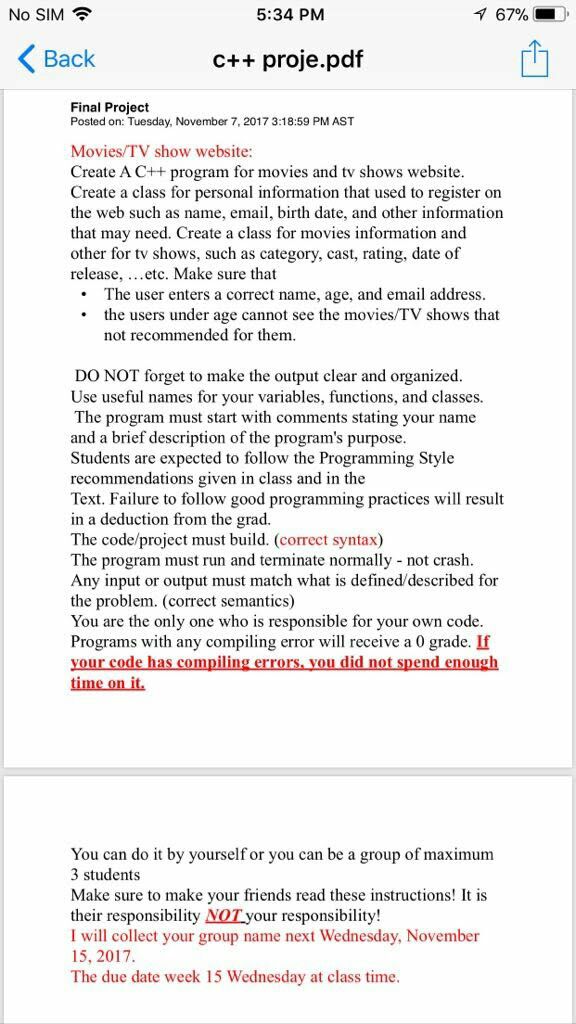 No SIM 5:34 PM 67%
Back c++ proje.pdf
Final Project
Posted on: Tuesday, November 7, 2017 3:18:59 PM AST
Movies/TV show website:
Create A C++ program for movies and tv shows website.
Create a class for personal information that used to register on
the web such as name, email, birth date, and other information
that may need. Create a class for movies information and
other for tv shows, such as category, cast, rating, date of
release, …etc. Make sure that
• The user enters a correct name, age, and email address.
• the users under age cannot see the movies/TV shows that
not recommended for them.
DO NOT forget to make the output clear and organized.
Use useful names for your variables, functions, and classes.
The program must start with comments stating your name
and a brief description of the program's purpose.
Students are expected to follow the Programming Style
recommendations given in class and in the
Text. Failure to follow good programming practices will result
in a deduction from the grad.
The code/project must build. (correct syntax)
The program must run and terminate normally - not crash.
Any input or output must match what is defined/described for
the problem. (correct semantics)
You are the only one who is responsible for your own code.
Programs with any compiling error will receive a 0 grade. If
your code has compiling errors, you did not spend enough
time on it.
You can do it by yourself or you can be a group of maximum
3 students
Make sure to make your friends read these instructions! It is
their responsibility NOT your responsibility!
I will collect your group name next Wednesday, November
15, 2017.
The due date week 15 Wednesday at class time.